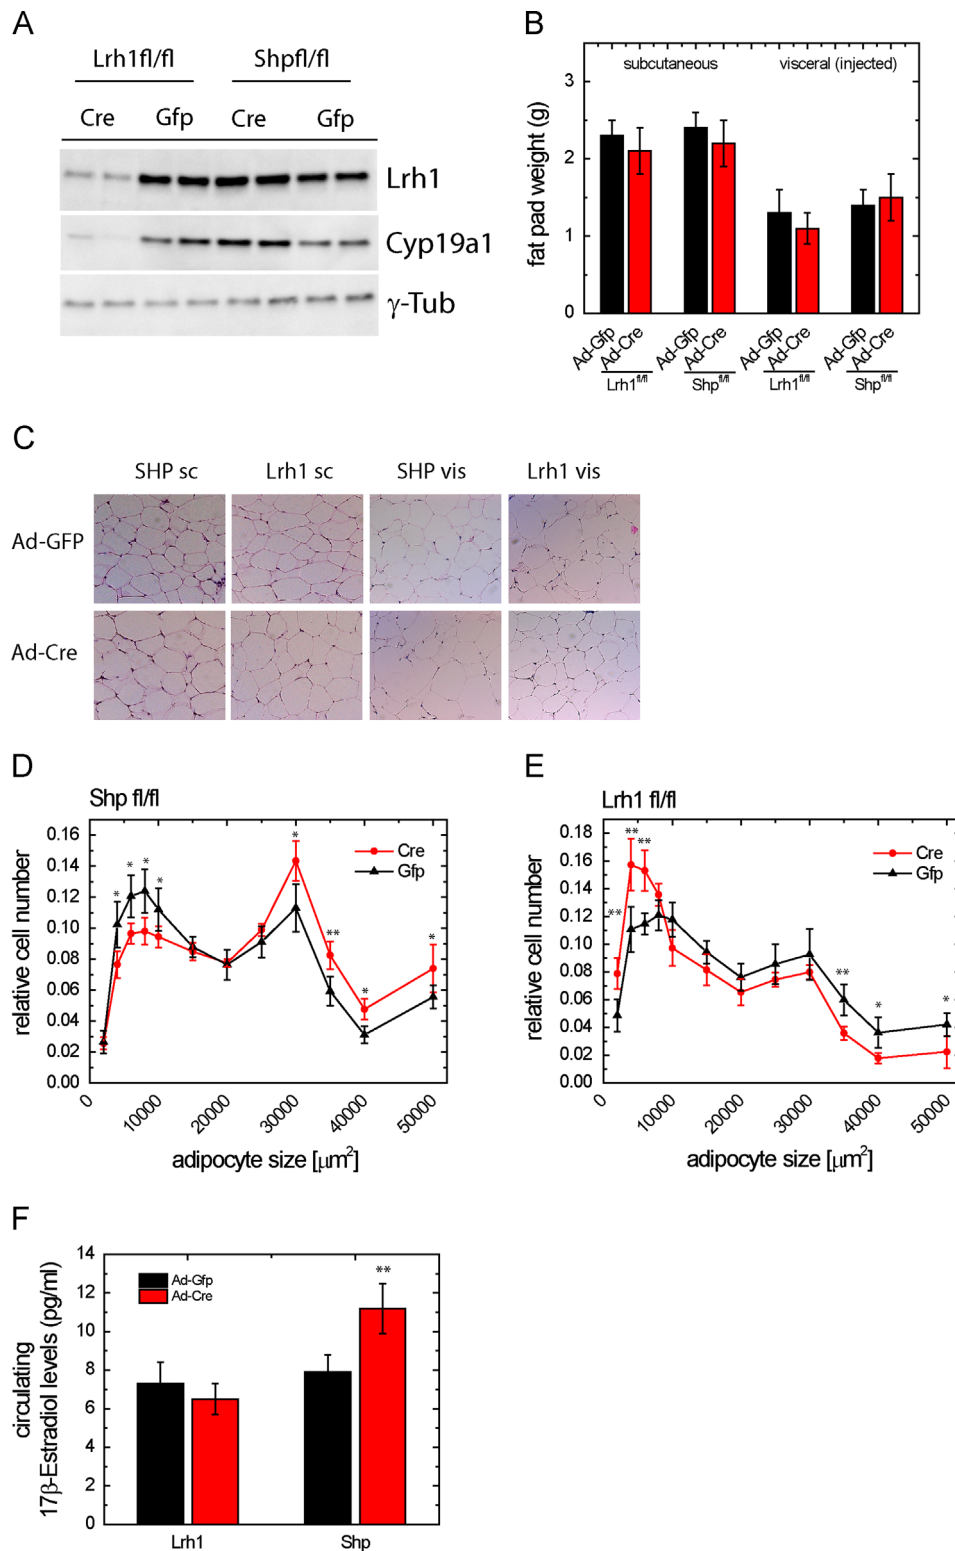 A
Lrh1fl/fl Shpfl/fl
Cre Gfp Cre Gfp
Lrh1
Cyp19a1
γ-Tub
B
subcutaneous visceral (injected)
fat pad weight (g)
3
2
1
0
Ad-Gfp Ad-Cre Ad-Gfp Ad-Cre Ad-Gfp Ad-Cre Ad-Gfp Ad-Cre
Lrh1fl/fl Shpfl/fl Lrh1fl/fl Shpfl/fl
C
SHP sc Lrh1 sc SHP vis Lrh1 vis
Ad-GFP
Ad-Cre
D
Shp fl/fl
relative cell number
0.16
0.14
0.12
0.10
0.08
0.06
0.04
0.02
0.00
* * * * * ** * *
Cre
Gfp
0 10000 20000 30000 40000 50000
adipocyte size [μm²]
E
Lrh1 fl/fl
relative cell number
0.18
0.16
0.14
0.12
0.10
0.08
0.06
0.04
0.02
0.00
** ** ** ** * *
Cre
Gfp
0 10000 20000 30000 40000 50000
adipocyte size [μm²]
F
circulating
17β-Estradiol levels (pg/ml)
14
12
10
8
6
4
2
0
Ad-Gfp
Ad-Cre
**
Lrh1 Shp